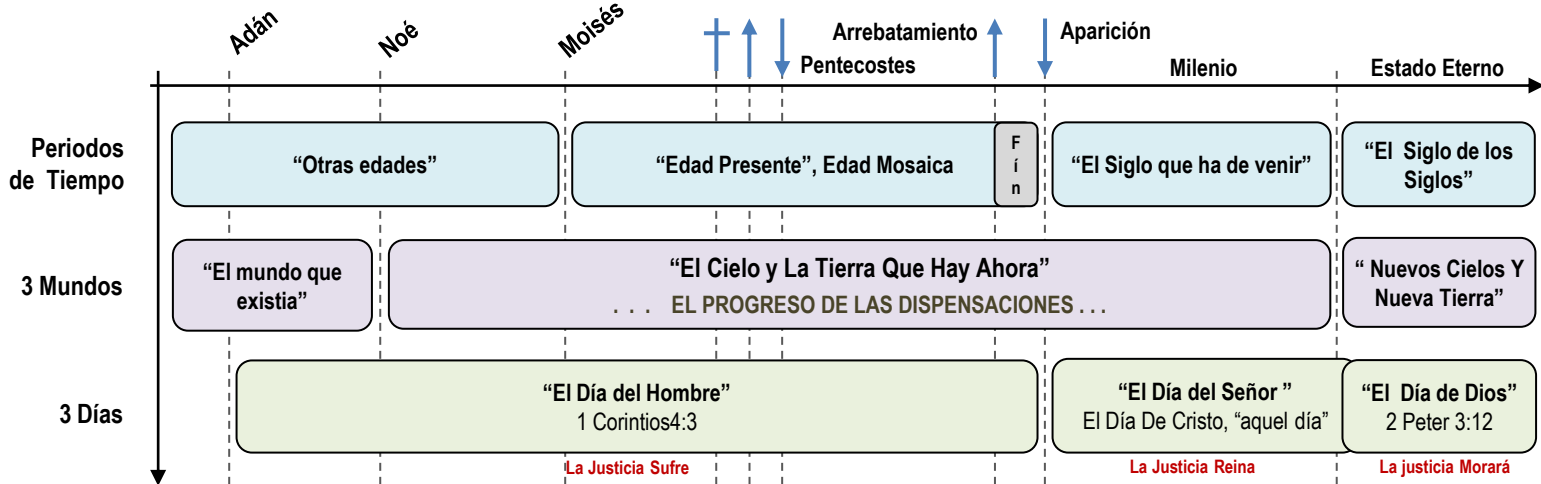 Adán
Noé
Moisés
Arrebatamiento
Aparición
Pentecostes
Milenio
Estado Eterno
Periodos
de Tiempo
“Otras edades”
“Edad Presente”, Edad Mosaica
F
í
n
“El Siglo que ha de venir”
“El Siglo de los
Siglos”
3 Mundos
“El mundo que
existia”
“El Cielo y La Tierra Que Hay Ahora”
. . . EL PROGRESO DE LAS DISPENSACIONES . . .
“ Nuevos Cielos Y
Nueva Tierra”
3 Días
“El Día del Hombre”
1 Corintios4:3
“El Día del Señor ”
El Día De Cristo, “aquel día”
“El Día de Dios”
2 Peter 3:12
La Justicia Sufre
La Justicia Reina
La justicia Morará